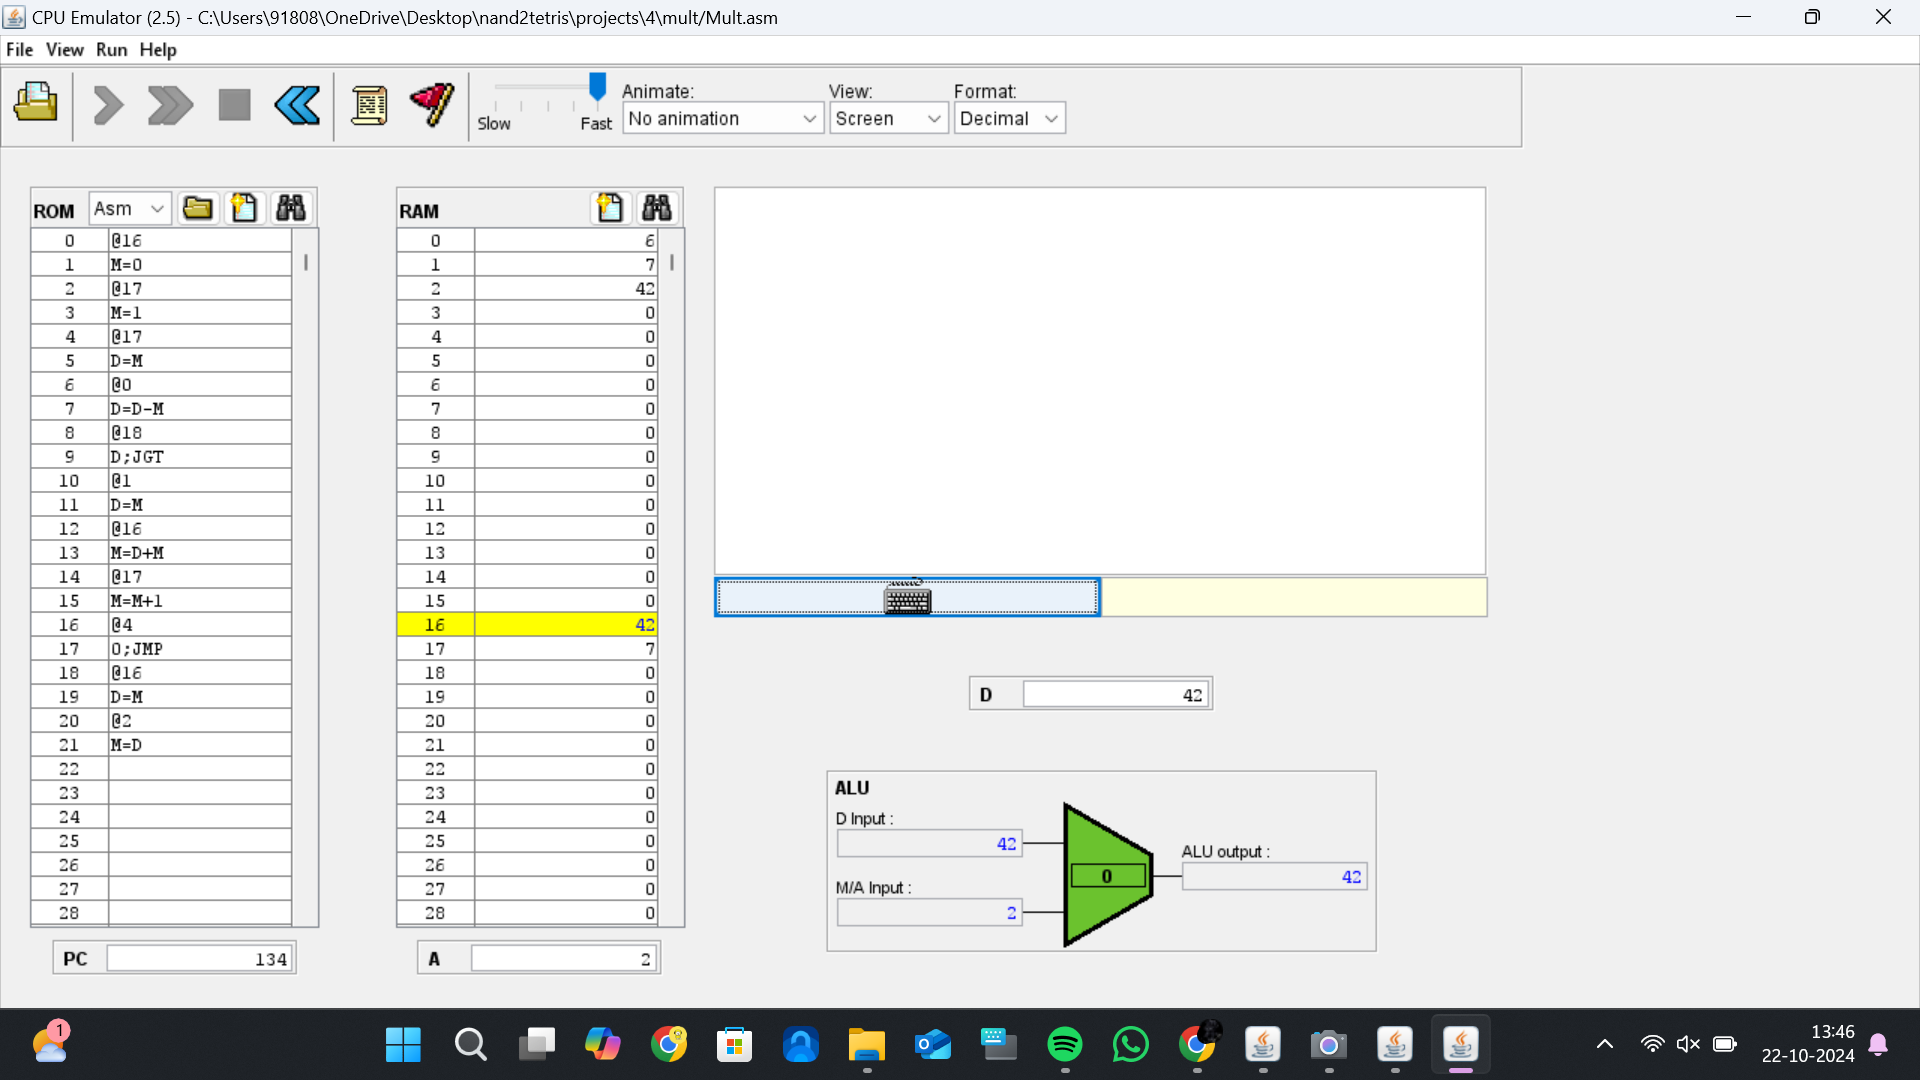 CPU Emulator (2.5) - C:\Users\91808\OneDrive\Desktop\nand2tetris\projects\4\mult/Mult.asm
File View Run Help
Slow Fast
Animate: View: Format:
No animation Screen Decimal
ROM Asm
0 @16
1 M=0
2 @17
3 M=1
4 @17
5 D=M
6 @0
7 D=D-M
8 @18
9 D;JGT
10 @1
11 D=M
12 @16
13 M=D+M
14 @17
15 M=M+1
16 @4
17 0;JMP
18 @16
19 D=M
20 @2
21 M=D
22
23
24
25
26
27
28
PC 134
RAM
0 6
1 7
2 42
3 0
4 0
5 0
6 0
7 0
8 0
9 0
10 0
11 0
12 0
13 0
14 0
15 0
16 42
17 7
18 0
19 0
20 0
21 0
22 0
23 0
24 0
25 0
26 0
27 0
28 0
A 2
D 42
ALU
D Input :
42
M/A Input :
2
0
ALU output :
42
1
13:46
22-10-2024